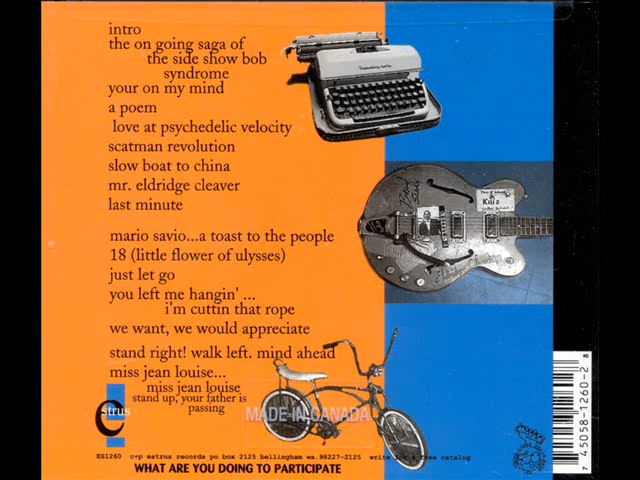 intro
the on going saga of
the side show bob
syndrome
your on my mind
a poem
love at psychedelic velocity
scatman revolution
slow boat to china
mr. eldridge cleaver
last minute
mario savio...a toast to the people
18 (little flower of ulysses)
just let go
you left me hangin' ...
i'm cuttin that rope
we want, we would appreciate
stand right! walk left. mind ahead
miss jean louise...
miss jean louise
stand up, your father is
passing
estrus
MADE IN CANADA
ES1260 c+p estrus records po box 2125 bellingham wa.98227-2125 write for a free catalog
WHAT ARE YOU DOING TO PARTICIPATE
Kills
7 45058-1260-2 8